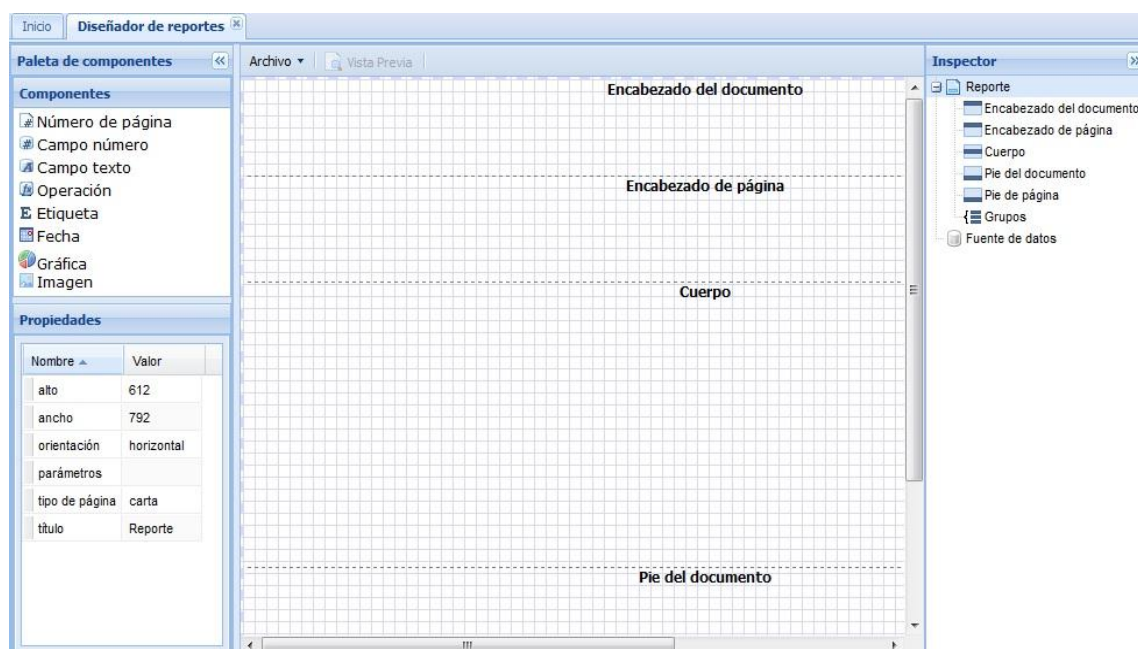 Inicio
Diseñador de reportes
Paleta de componentes
Componentes
Número de página
Campo número
Campo texto
Operación
Etiqueta
Fecha
Gráfica
Imagen
Propiedades
Nombre Valor
alto 612
ancho 792
orientación horizontal
parámetros
tipo de página carta
título Reporte
Archivo
Vista Previa
Encabezado del documento
Encabezado de página
Cuerpo
Pie del documento
Inspector
Reporte
Encabezado del documento
Encabezado de página
Cuerpo
Pie del documento
Pie de página
Grupos
Fuente de datos